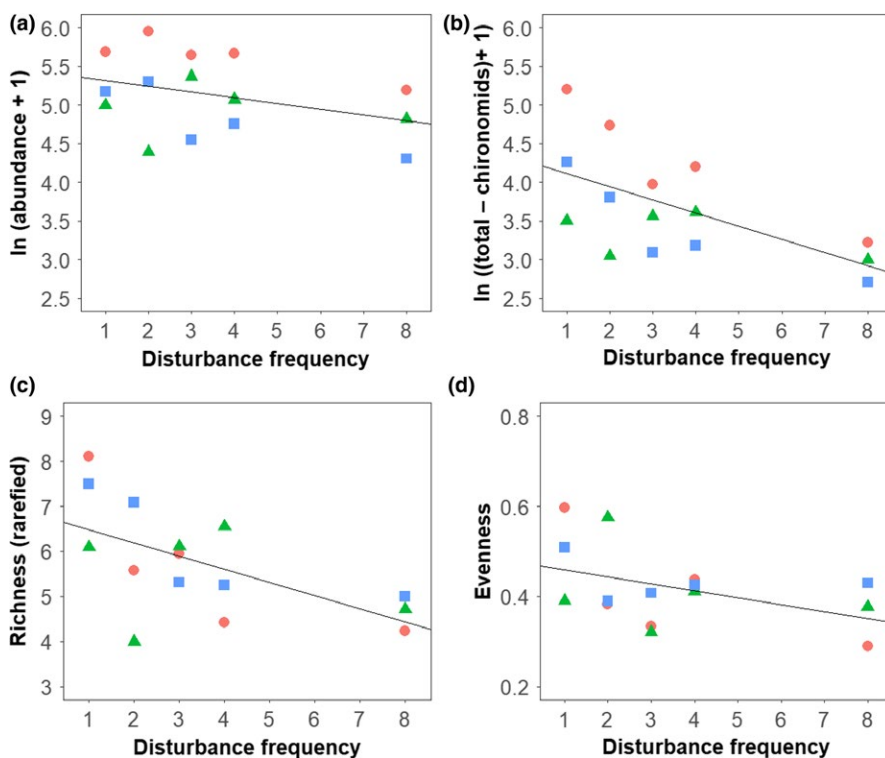 (a)
ln (abundance + 1)
6.0
5.5
5.0
4.5
4.0
3.5
3.0
2.5
1 2 3 4 5 6 7 8
Disturbance frequency
(b)
ln ((total – chironomids)+ 1)
6.0
5.5
5.0
4.5
4.0
3.5
3.0
2.5
1 2 3 4 5 6 7 8
Disturbance frequency
(c)
Richness (rarefied)
9
8
7
6
5
4
3
1 2 3 4 5 6 7 8
Disturbance frequency
(d)
Evenness
0.8
0.6
0.4
0.2
1 2 3 4 5 6 7 8
Disturbance frequency